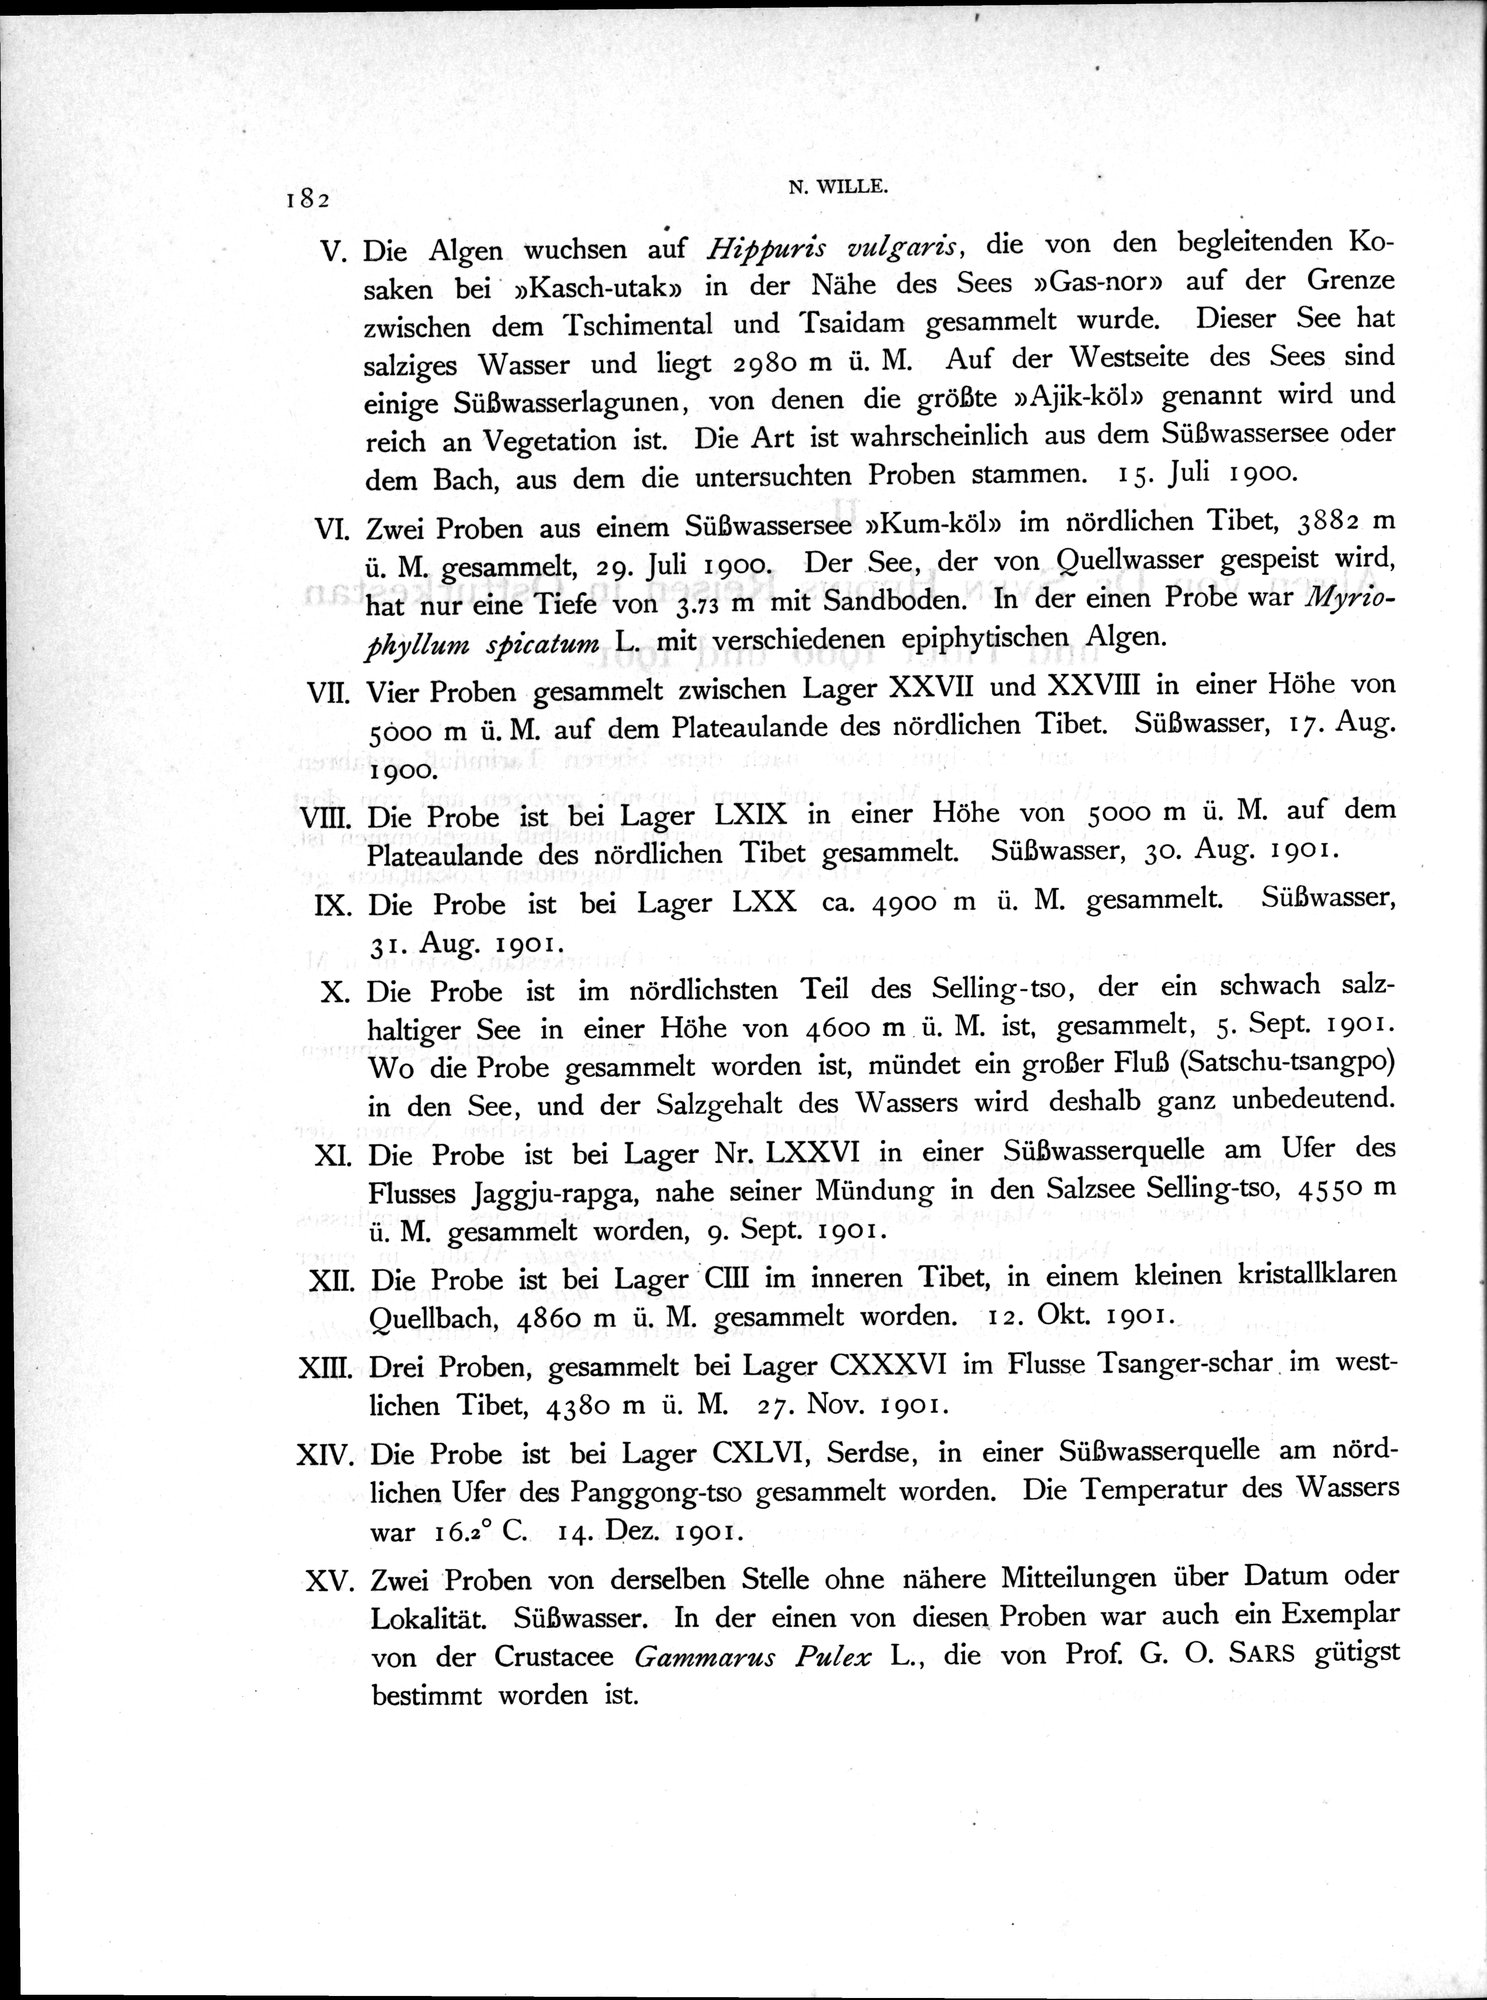 182
N. WILLE.
V. Die Algen wuchsen auf Hippuris vulgaris, die von den begleitenden Ko-
saken bei »Kasch-utak» in der Nähe des Sees »Gas-nor» auf der Grenze
zwischen dem Tschimental und Tsaidam gesammelt wurde. Dieser See hat
salziges Wasser und liegt 2980 m ü. M. Auf der Westseite des Sees sind
einige Süßwasserlagunen, von denen die größte »Ajik-köl» genannt wird und
reich an Vegetation ist. Die Art ist wahrscheinlich aus dem Süßwassersee oder
dem Bach, aus dem die untersuchten Proben stammen. 15. Juli 1900.
VI. Zwei Proben aus einem Süßwassersee »Kum-köl» im nördlichen Tibet, 3882 m
ü. M. gesammelt, 29. Juli 1900. Der See, der von Quellwasser gespeist wird,
hat nur eine Tiefe von 3.73 m mit Sandboden. In der einen Probe war Myrio-
phyllum spicatum L. mit verschiedenen epiphytischen Algen.
VII. Vier Proben gesammelt zwischen Lager XXVII und XXVIII in einer Höhe von
5000 m ü. M. auf dem Plateaulande des nördlichen Tibet. Süßwasser, 17. Aug.
1900.
VIII. Die Probe ist bei Lager LXIX in einer Höhe von 5000 m ü. M. auf dem
Plateaulande des nördlichen Tibet gesammelt. Süßwasser, 30. Aug. 1901.
IX. Die Probe ist bei Lager LXX ca. 4900 m ü. M. gesammelt. Süßwasser,
31. Aug. 1901.
X. Die Probe ist im nördlichsten Teil des Selling-tso, der ein schwach salz-
haltiger See in einer Höhe von 4600 m ü. M. ist, gesammelt, 5. Sept. 1901.
Wo die Probe gesammelt worden ist, mündet ein großer Fluß (Satschu-tsangpo)
in den See, und der Salzgehalt des Wassers wird deshalb ganz unbedeutend.
XI. Die Probe ist bei Lager Nr. LXXVI in einer Süßwasserquelle am Ufer des
Flusses Jaggju-rapga, nahe seiner Mündung in den Salzsee Selling-tso, 4550 m
ü. M. gesammelt worden, 9. Sept. 1901.
XII. Die Probe ist bei Lager CIII im inneren Tibet, in einem kleinen kristallklaren
Quellbach, 4860 m ü. M. gesammelt worden. 12. Okt. 1901.
XIII. Drei Proben, gesammelt bei Lager CXXXVI im Flusse Tsanger-schar im west-
lichen Tibet, 4380 m ü. M. 27. Nov. 1901.
XIV. Die Probe ist bei Lager CXLVI, Serdse, in einer Süßwasserquelle am nörd-
lichen Ufer des Panggong-tso gesammelt worden. Die Temperatur des Wassers
war 16.2° C. 14. Dez. 1901.
XV. Zwei Proben von derselben Stelle ohne nähere Mitteilungen über Datum oder
Lokalität. Süßwasser. In der einen von diesen Proben war auch ein Exemplar
von der Crustacee Gammarus Pulex L., die von Prof. G. O. SARS gütigst
bestimmt worden ist.